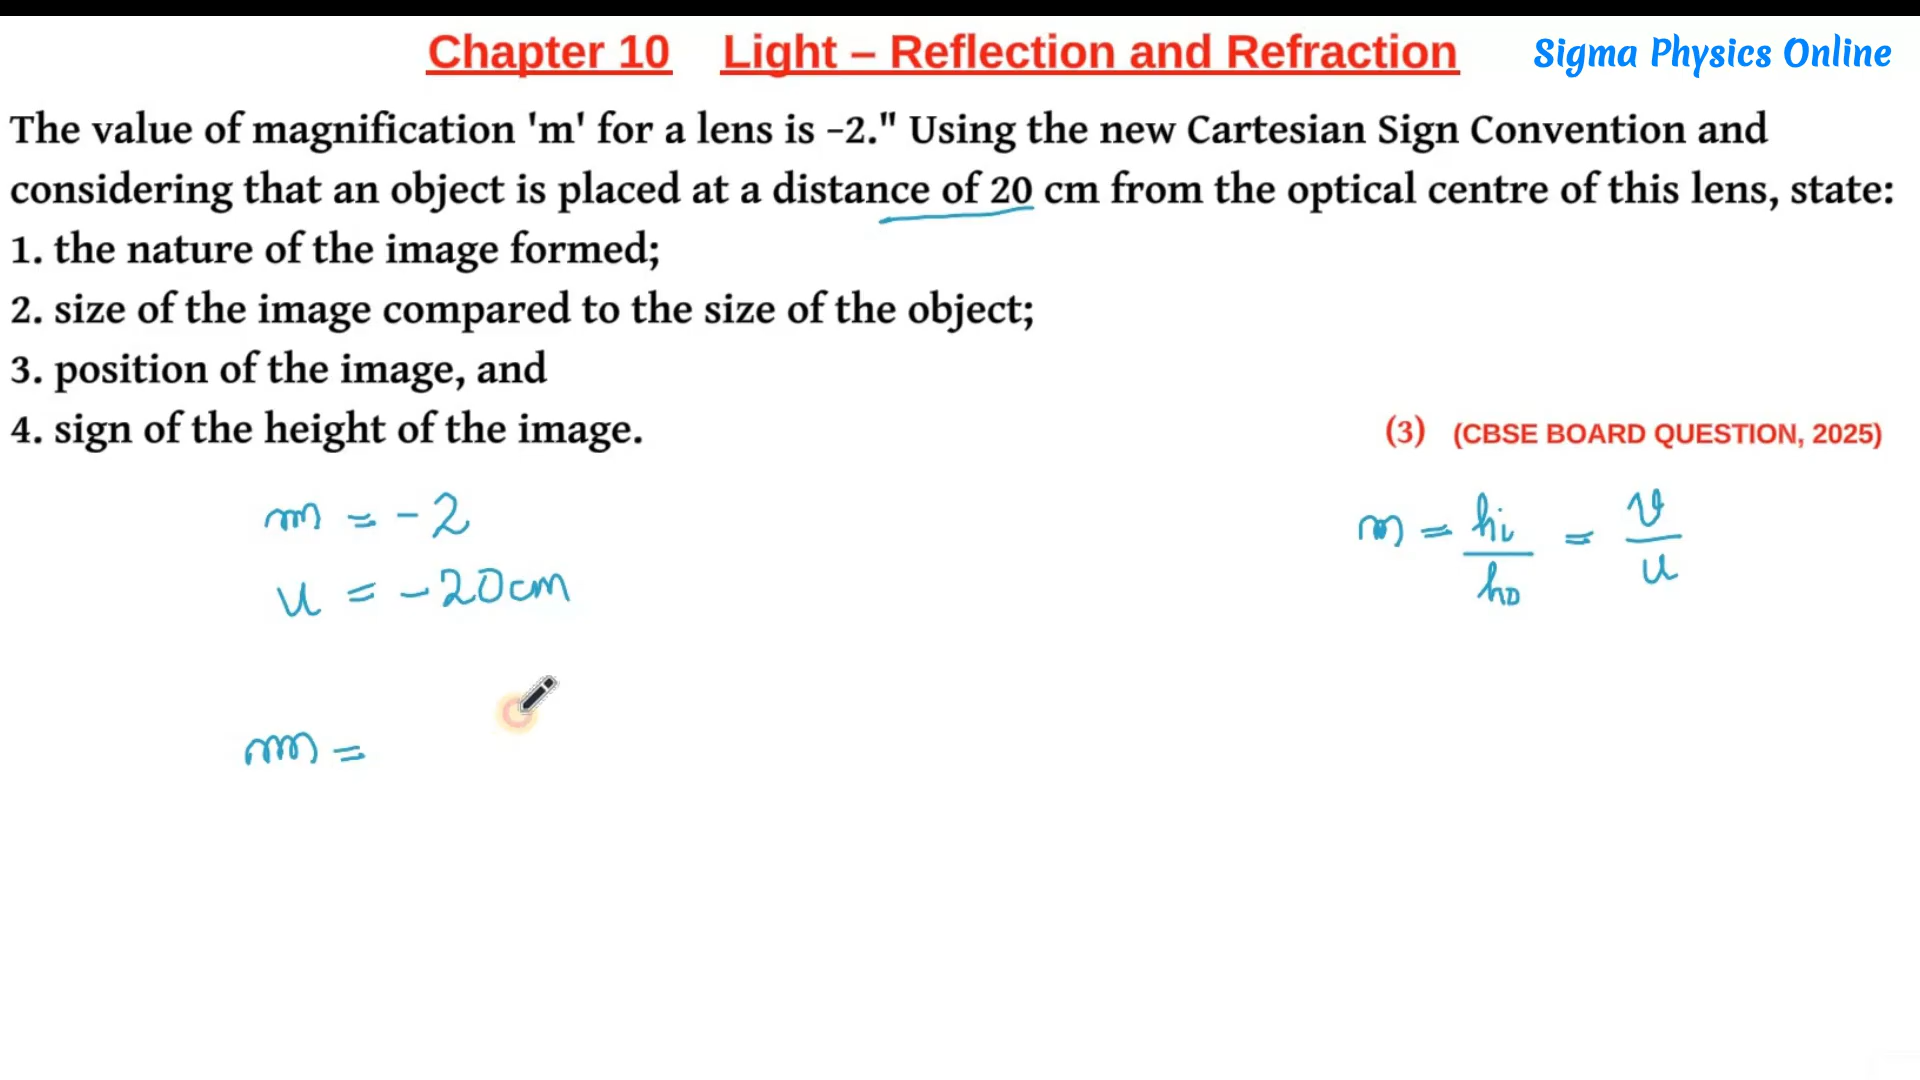 Chapter 10 Light – Reflection and Refraction Sigma Physics Online
The value of magnification 'm' for a lens is –2." Using the new Cartesian Sign Convention and
considering that an object is placed at a distance of 20 cm from the optical centre of this lens, state:
1. the nature of the image formed;
2. size of the image compared to the size of the object;
3. position of the image, and
4. sign of the height of the image. (3) (CBSE BOARD QUESTION, 2025)
m = -2
u = -20cm
m = hi/ho = v/u
m =